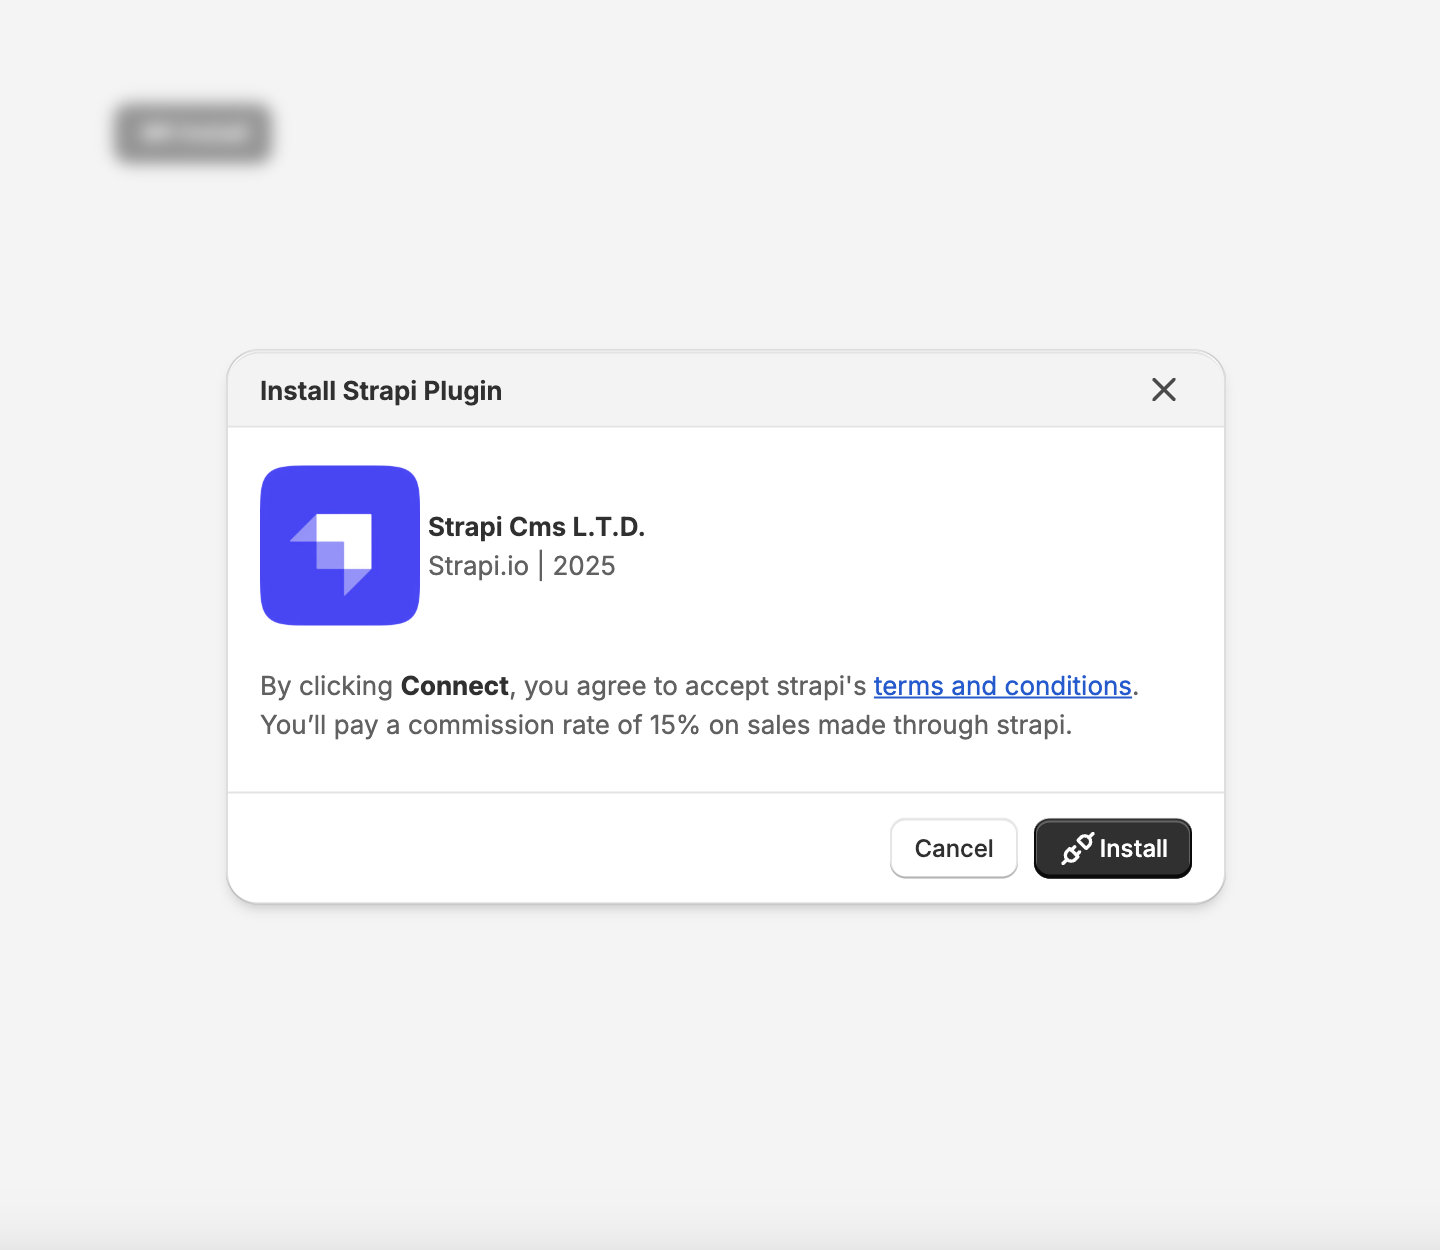 Install Strapi Plugin
Strapi Cms L.T.D.
Strapi.io | 2025
By clicking Connect, you agree to accept strapi's terms and conditions.
You’ll pay a commission rate of 15% on sales made through strapi.
Cancel
Install